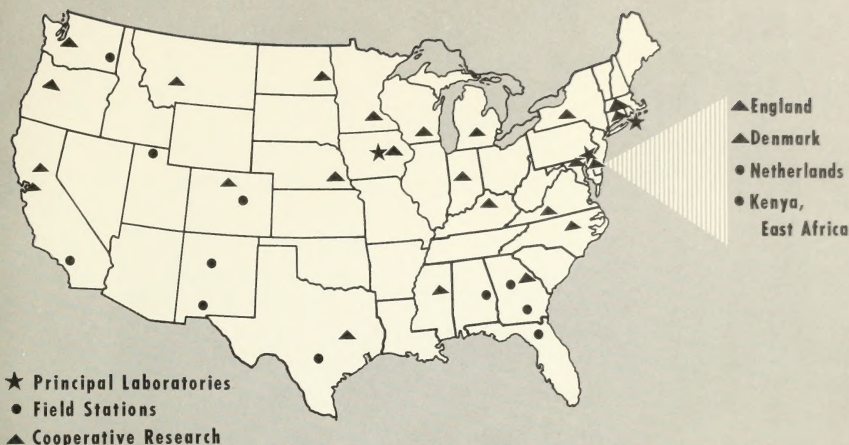 England
Denmark
Netherlands
Kenya,
East Africa
Principal Laboratories
Field Stations
Cooperative Research